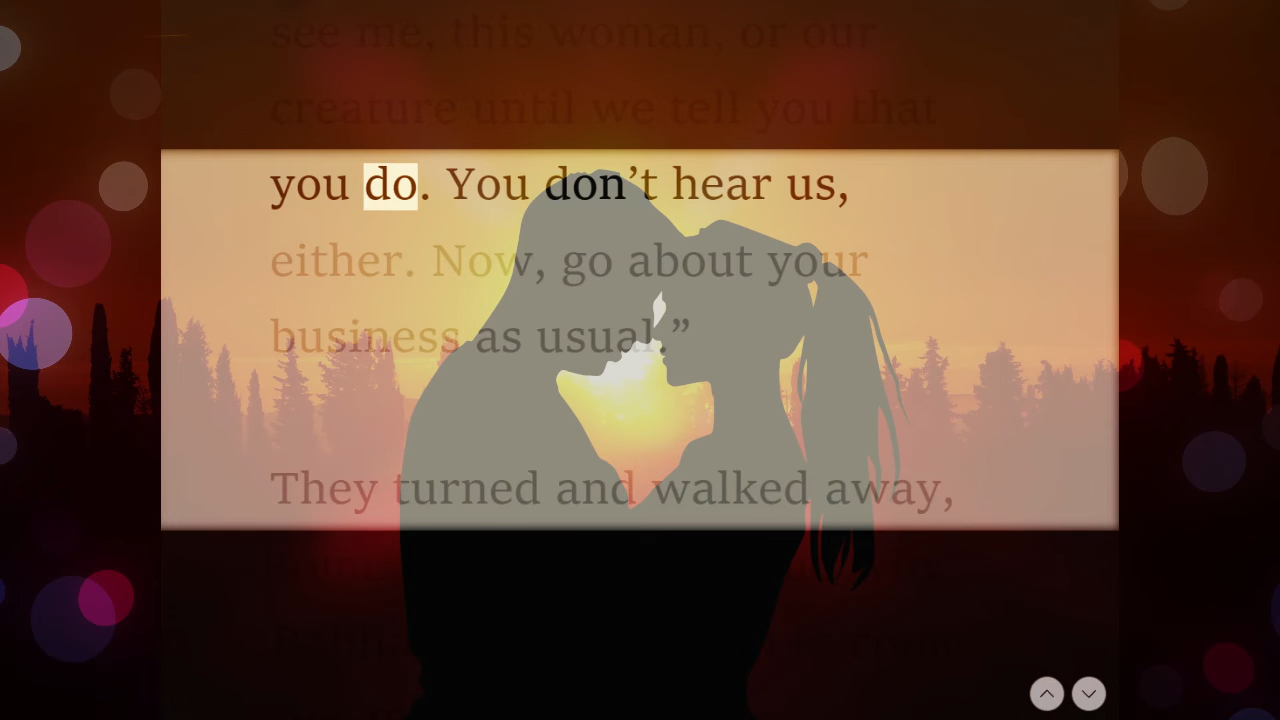 see me, this woman, or our
creature until we tell you that
you do. You don’t hear us,
either. Now, go about your
business as usual.”
They turned and walked away,